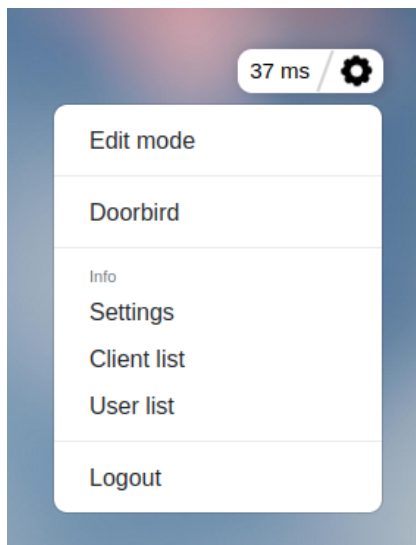 37 ms
Edit mode
Doorbird
Info
Settings
Client list
User list
Logout